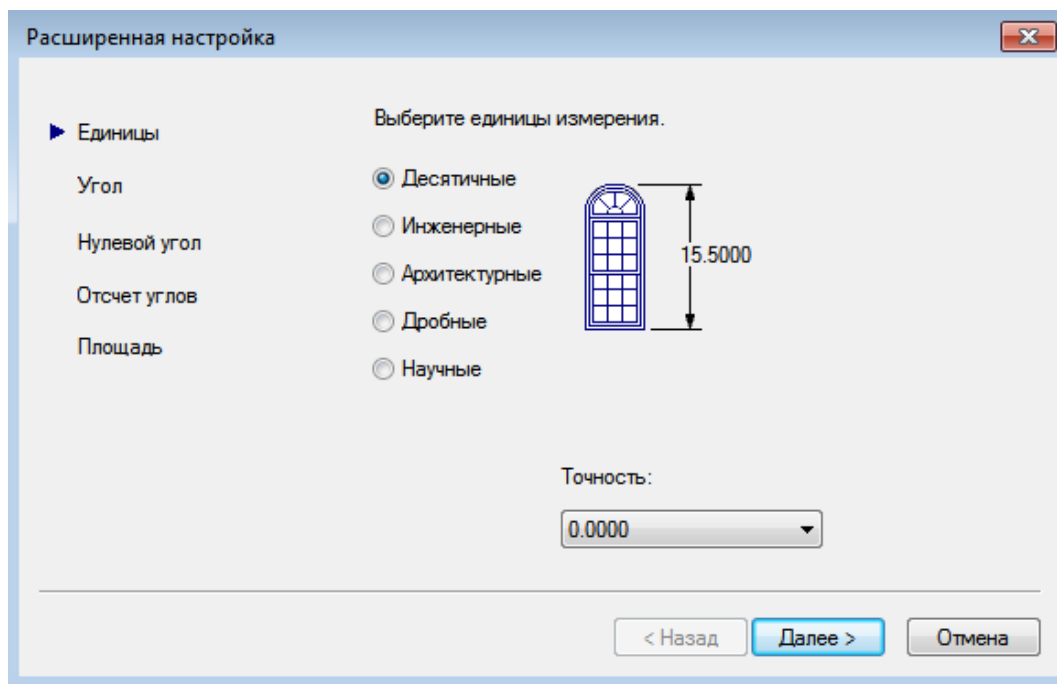 Расширенная настройка
Единицы
Угол
Нулевой угол
Отсчет углов
Площадь
Выберите единицы измерения.
Десятичные
Инженерные
Архитектурные
Дробные
Научные
15.5000
Точность:
0.0000
< Назад
Далее >
Отмена